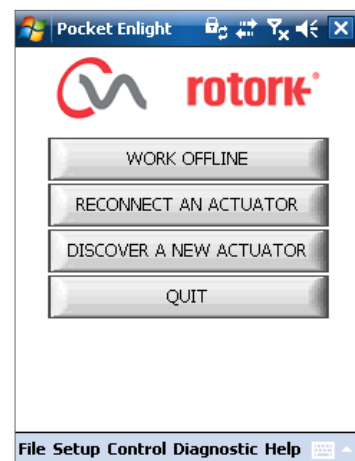 Pocket Enlight
rotork
WORK OFFLINE
RECONNECT AN ACTUATOR
DISCOVER A NEW ACTUATOR
QUIT
File Setup Control Diagnostic Help